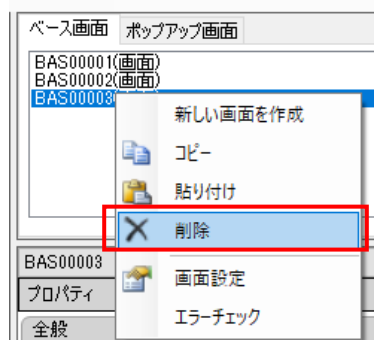 ベース画面 ポップアップ画面
BAS00001(画面)
BAS00002(画面)
BAS00003
新しい画面を作成
コピー
貼り付け
削除
BAS00003
画面設定
プロパティ
エラーチェック
全般